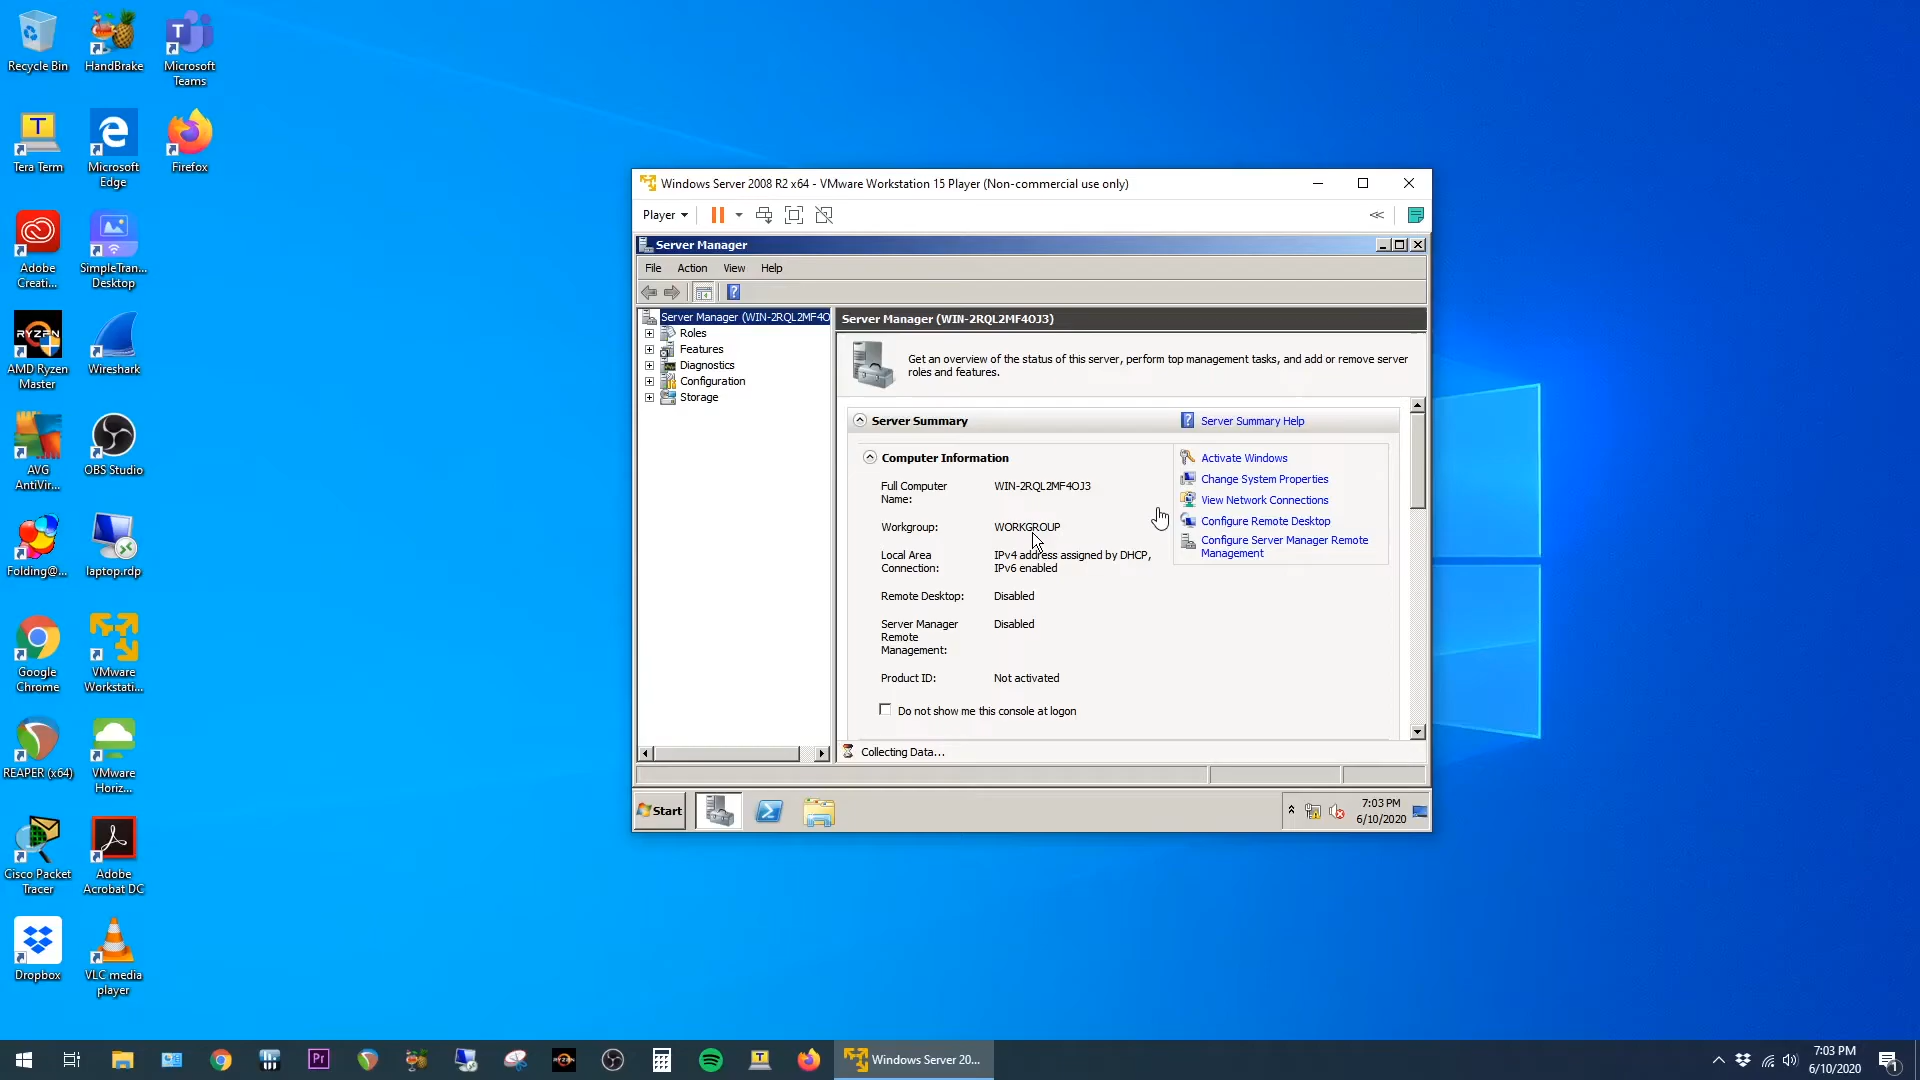 Recycle Bin
HandBrake
Microsoft
Teams
T
Tera Term
Microsoft
Edge
Firefox
Adobe
Creati...
SimpleTran...
Desktop
RYZEN
AMD Ryzen
Master
Wireshark
AVG
AntiVir...
OBS Studio
Folding@...
laptop.rdp
Google
Chrome
VMware
Workstati...
REAPER (x64)
VMware
Horiz...
Cisco Packet
Tracer
Adobe
Acrobat DC
Dropbox
VLC media
player
Windows Server 2008 R2 x64 - VMware Workstation 15 Player (Non-commercial use only)
Player
Server Manager
File Action View Help
Server Manager (WIN-2RQL2MF4O
Roles
Features
Diagnostics
Configuration
Storage
Server Manager (WIN-2RQL2MF4OJ3)
Get an overview of the status of this server, perform top management tasks, and add or remove server
roles and features.
Server Summary
Server Summary Help
Computer Information
Full Computer
Name:
WIN-2RQL2MF4OJ3
Workgroup:
WORKGROUP
Local Area
Connection:
IPv4 address assigned by DHCP,
IPv6 enabled
Remote Desktop:
Disabled
Server Manager
Remote
Management:
Disabled
Product ID:
Not activated
Do not show me this console at logon
Activate Windows
Change System Properties
View Network Connections
Configure Remote Desktop
Configure Server Manager Remote
Management
Collecting Data...
Start
7:03 PM
6/10/2020
Pr
RYZEN
T
Windows Server 20...
7:03 PM
6/10/2020
1